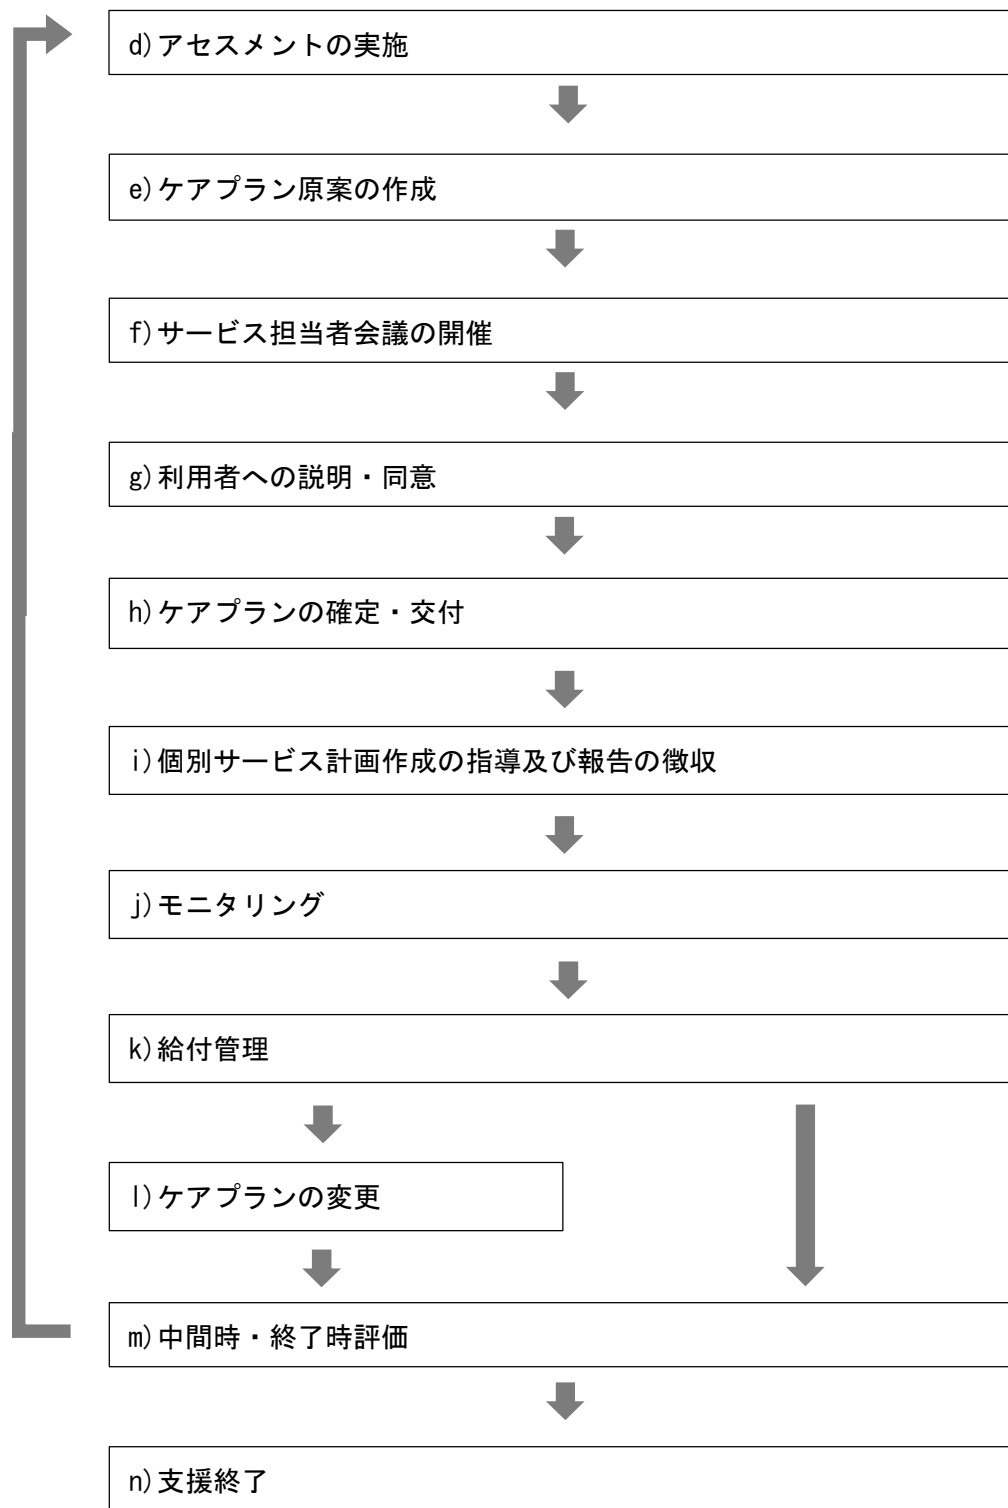 d)アセスメントの実施
e)ケアプラン原案の作成
f)サービス担当者会議の開催
g)利用者への説明・同意
h)ケアプランの確定・交付
i)個別サービス計画作成の指導及び報告の徴収
j)モニタリング
k)給付管理
l)ケアプランの変更
m)中間時・終了時評価
n)支援終了